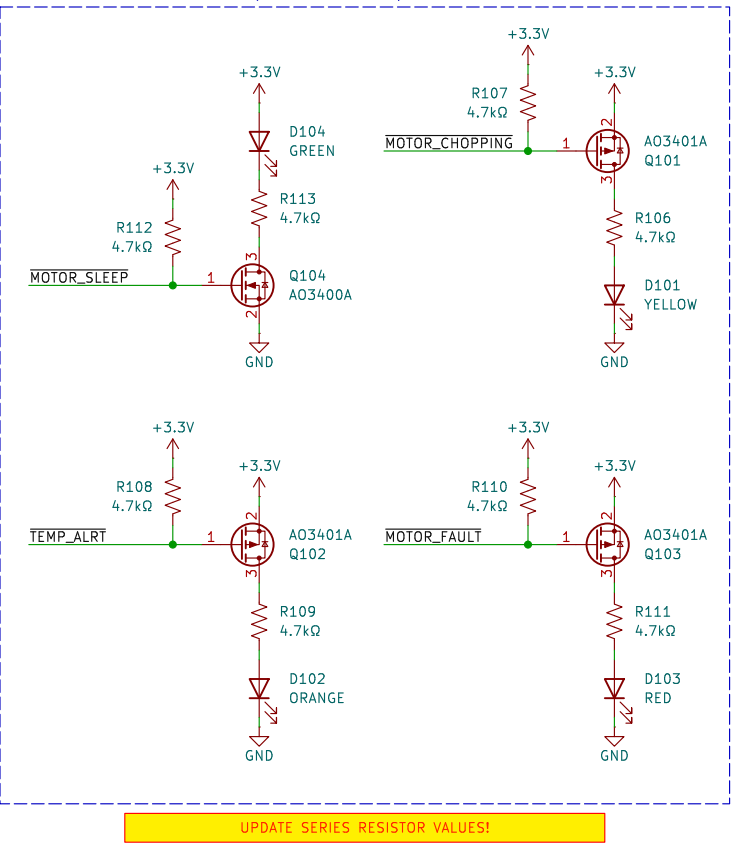 +3.3V
D104
GREEN
+3.3V
R113
4.7kΩ
R112
4.7kΩ
MOTOR_SLEEP
1
3
2
Q104
AO3400A
GND
+3.3V
R107
4.7kΩ
+3.3V
MOTOR_CHOPPING
1
2
3
AO3401A
Q101
R106
4.7kΩ
D101
YELLOW
GND
+3.3V
R108
4.7kΩ
+3.3V
TEMP_ALRT
1
2
3
AO3401A
Q102
R109
4.7kΩ
D102
ORANGE
GND
+3.3V
R110
4.7kΩ
+3.3V
MOTOR_FAULT
1
2
3
AO3401A
Q103
R111
4.7kΩ
D103
RED
GND
UPDATE SERIES RESISTOR VALUES!